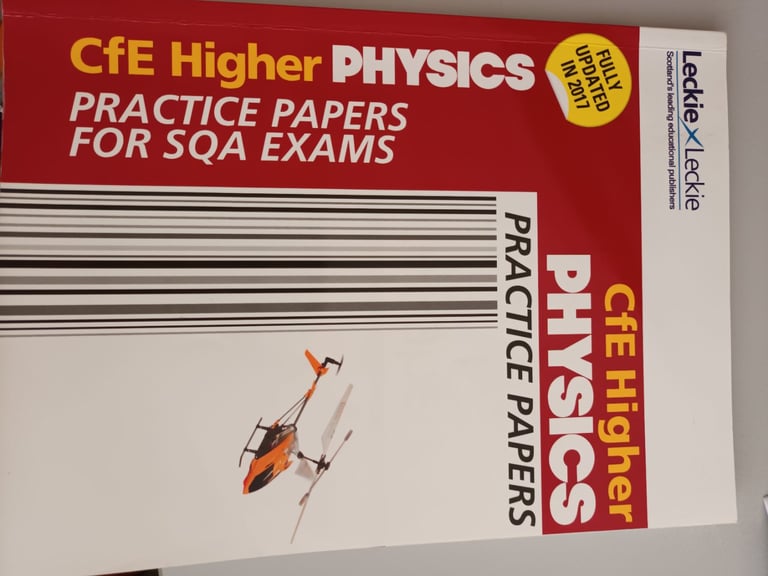 CfE Higher PHYSICS
PRACTICE PAPERS
FOR SQA EXAMS
FULLY
UPDATED
IN 2017
Leckie Leckie
Scotland's leading educational publishers
CfE Higher
PHYSICS
PRACTICE PAPERS